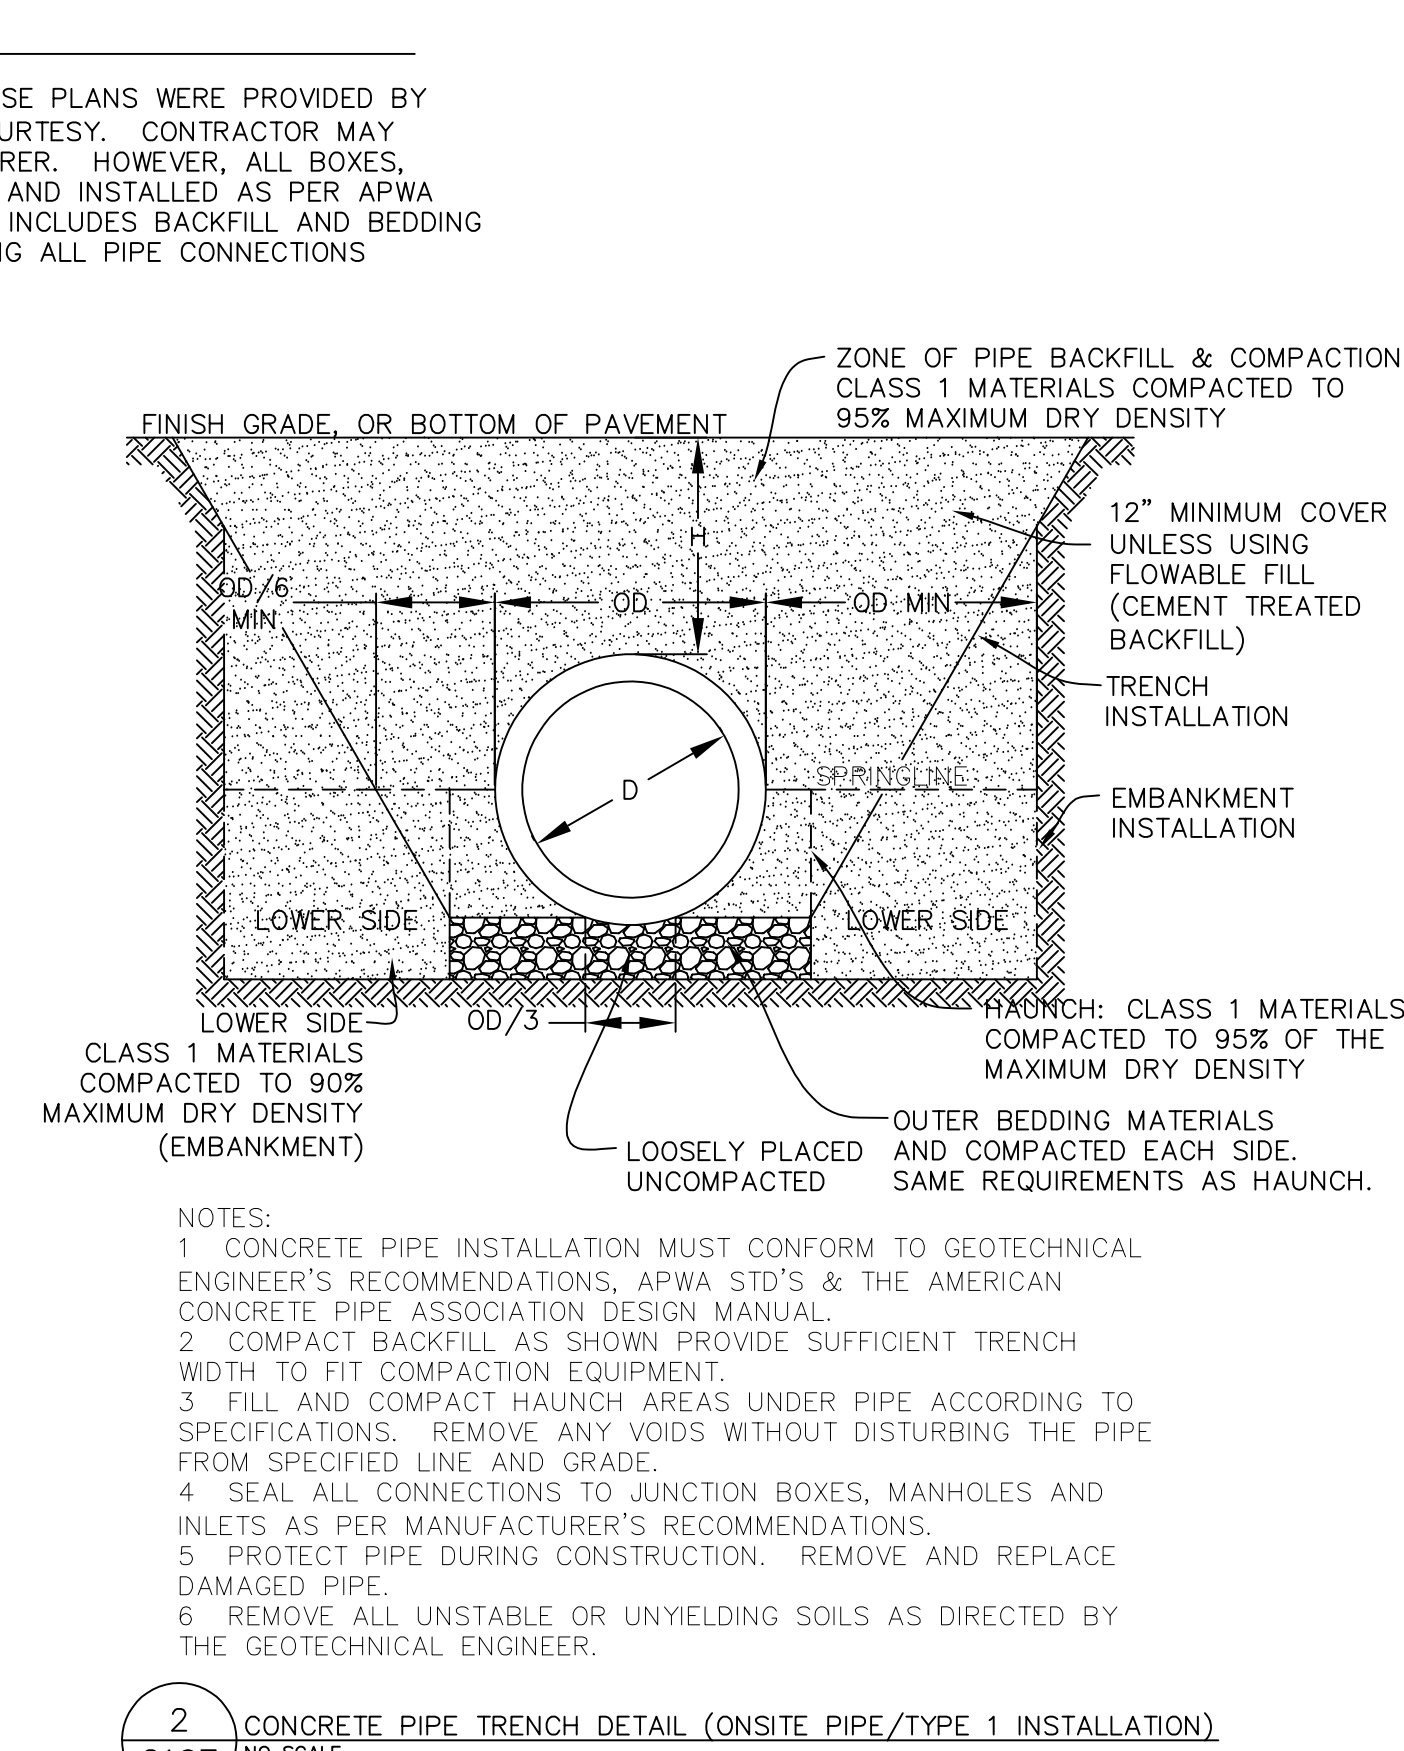 SE PLANS WERE PROVIDED BY
URTESY. CONTRACTOR MAY
RER. HOWEVER, ALL BOXES,
AND INSTALLED AS PER APWA
INCLUDES BACKFILL AND BEDDING
NG ALL PIPE CONNECTIONS
ZONE OF PIPE BACKFILL & COMPACTION
CLASS 1 MATERIALS COMPACTED TO
95% MAXIMUM DRY DENSITY
FINISH GRADE, OR BOTTOM OF PAVEMENT
12" MINIMUM COVER
UNLESS USING
FLOWABLE FILL
(CEMENT TREATED
BACKFILL)
H
OD/6
MIN
OD
OD MIN
TRENCH
INSTALLATION
SPRINGLINE
D
EMBANKMENT
INSTALLATION
LOWER SIDE
LOWER SIDE
LOWER SIDE
CLASS 1 MATERIALS
COMPACTED TO 90%
MAXIMUM DRY DENSITY
(EMBANKMENT)
OD/3
HAUNCH: CLASS 1 MATERIALS
COMPACTED TO 95% OF THE
MAXIMUM DRY DENSITY
LOOSELY PLACED
UNCOMPACTED
OUTER BEDDING MATERIALS
AND COMPACTED EACH SIDE.
SAME REQUIREMENTS AS HAUNCH.
NOTES:
1 CONCRETE PIPE INSTALLATION MUST CONFORM TO GEOTECHNICAL
ENGINEER'S RECOMMENDATIONS, APWA STD'S & THE AMERICAN
CONCRETE PIPE ASSOCIATION DESIGN MANUAL.
2 COMPACT BACKFILL AS SHOWN PROVIDE SUFFICIENT TRENCH
WIDTH TO FIT COMPACTION EQUIPMENT.
3 FILL AND COMPACT HAUNCH AREAS UNDER PIPE ACCORDING TO
SPECIFICATIONS. REMOVE ANY VOIDS WITHOUT DISTURBING THE PIPE
FROM SPECIFIED LINE AND GRADE.
4 SEAL ALL CONNECTIONS TO JUNCTION BOXES, MANHOLES AND
INLETS AS PER MANUFACTURER'S RECOMMENDATIONS.
5 PROTECT PIPE DURING CONSTRUCTION. REMOVE AND REPLACE
DAMAGED PIPE.
6 REMOVE ALL UNSTABLE OR UNYIELDING SOILS AS DIRECTED BY
THE GEOTECHNICAL ENGINEER.
2
CONCRETE PIPE TRENCH DETAIL (ONSITE PIPE/TYPE 1 INSTALLATION)
NO SCALE